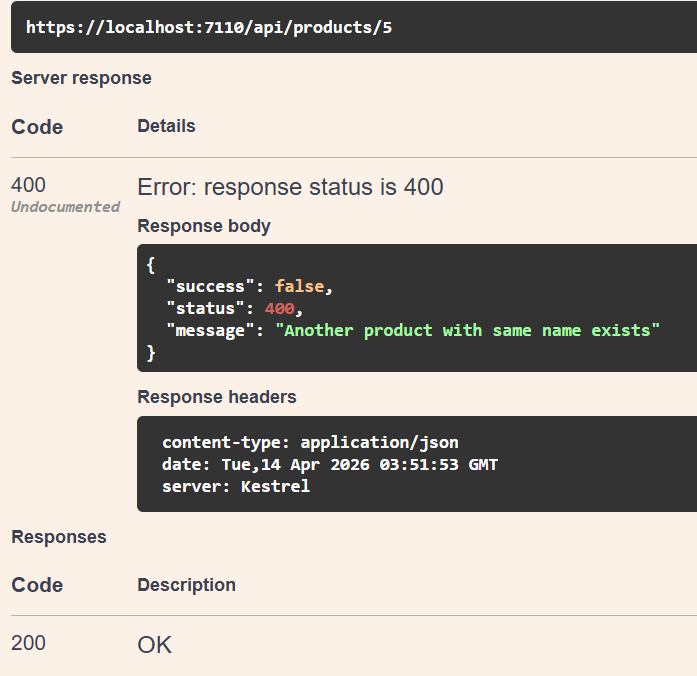 https://localhost:7110/api/products/5
Server response
Code Details
400 Error: response status is 400
Undocumented
Response body
{
"success": false,
"status": 400,
"message": "Another product with same name exists"
}
Response headers
content-type: application/json
date: Tue,14 Apr 2026 03:51:53 GMT
server: Kestrel
Responses
Code Description
200 OK